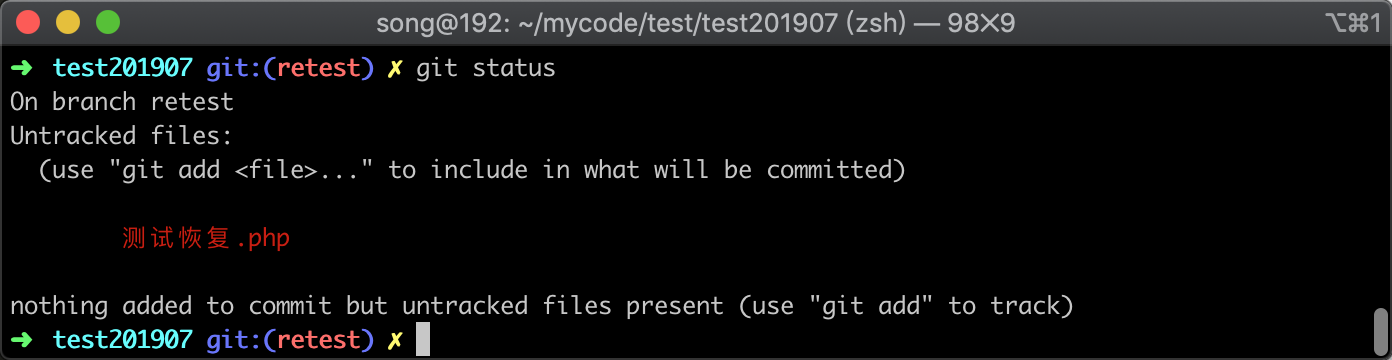 song@192: ~/mycode/test/test201907 (zsh) — 98×9
⌥⌘1
➜ test201907 git:(retest) ✗ git status
On branch retest
Untracked files:
  (use "git add <file>..." to include in what will be committed)
测试恢复.php
nothing added to commit but untracked files present (use "git add" to track)
➜ test201907 git:(retest) ✗